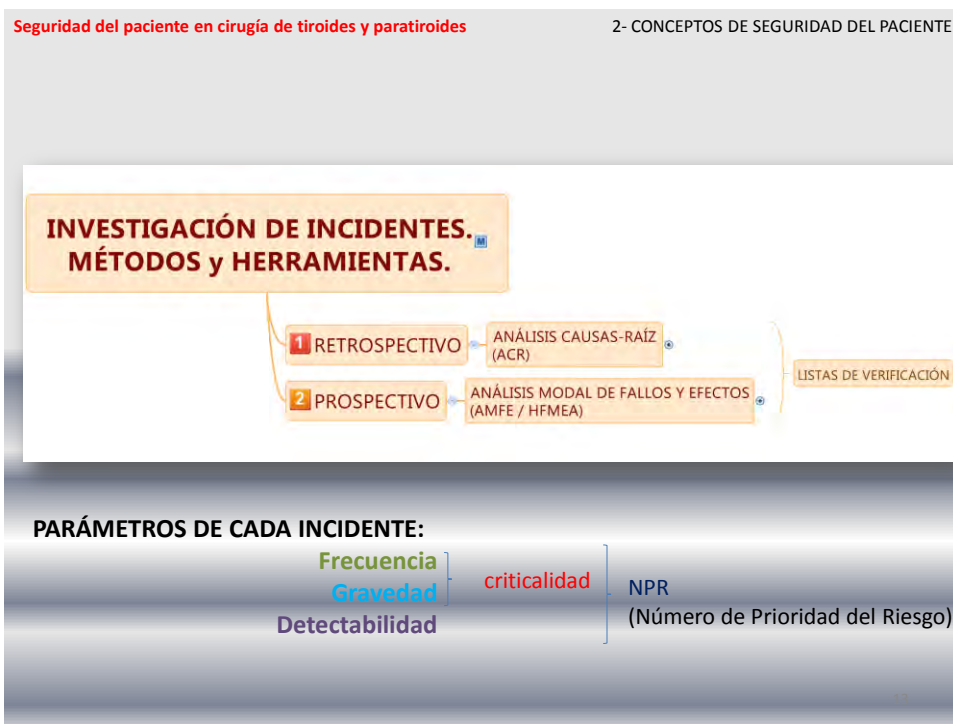 Seguridad del paciente en cirugía de tiroides y paratiroides
2- CONCEPTOS DE SEGURIDAD DEL PACIENTE
INVESTIGACIÓN DE INCIDENTES.
MÉTODOS y HERRAMIENTAS.
1 RETROSPECTIVO
ANÁLISIS CAUSAS-RAÍZ
(ACR)
2 PROSPECTIVO
ANÁLISIS MODAL DE FALLOS Y EFECTOS
(AMFE / HFMEA)
LISTAS DE VERIFICACIÓN
PARÁMETROS DE CADA INCIDENTE:
Frecuencia
Gravedad
Detectabilidad
criticalidad
NPR
(Número de Prioridad del Riesgo)